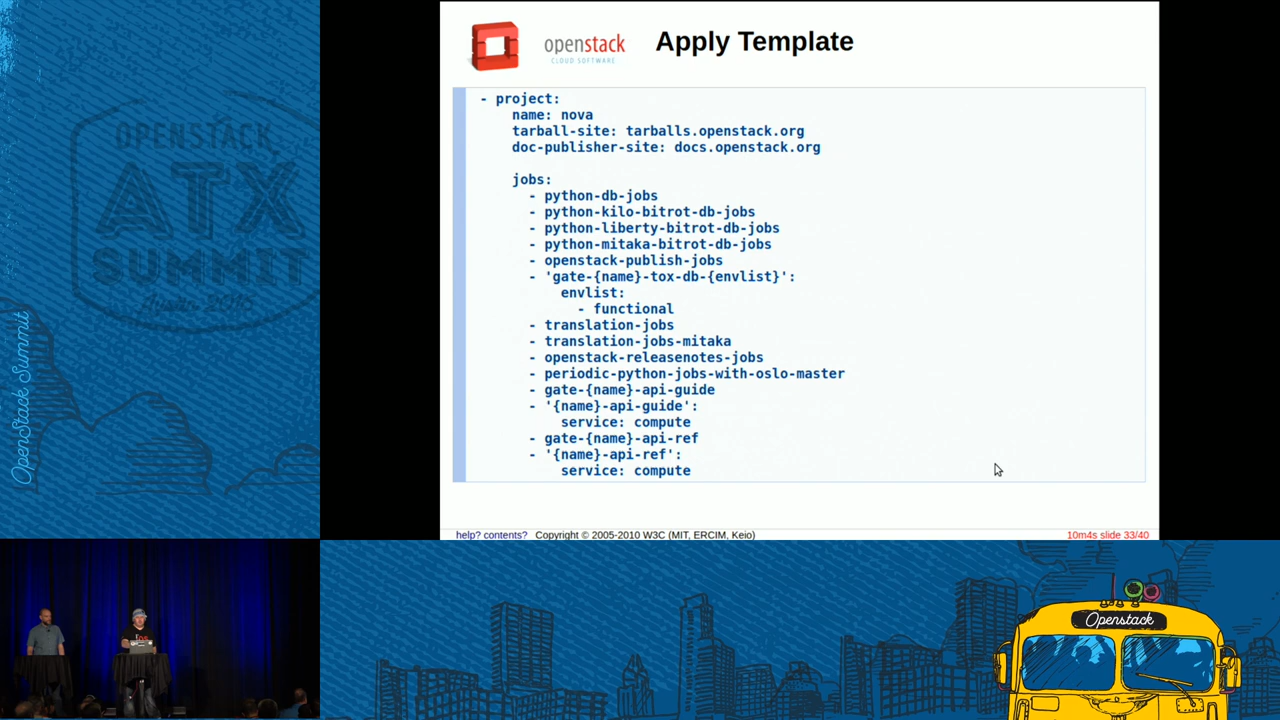 OPENSTACK
ATX
SUMMIT
Austin 2016
OpenStack Summit
openstack
CLOUD SOFTWARE
Apply Template
- project:
name: nova
tarball-site: tarballs.openstack.org
doc-publisher-site: docs.openstack.org
jobs:
- python-db-jobs
- python-kilo-bitrot-db-jobs
- python-liberty-bitrot-db-jobs
- python-mitaka-bitrot-db-jobs
- openstack-publish-jobs
- 'gate-{name}-tox-db-{envlist}':
envlist:
- functional
- translation-jobs
- translation-jobs-mitaka
- openstack-releasenotes-jobs
- periodic-python-jobs-with-oslo-master
- gate-{name}-api-guide
- '{name}-api-guide':
service: compute
- gate-{name}-api-ref
- '{name}-api-ref':
service: compute
help? contents? Copyright © 2005-2010 W3C (MIT, ERCIM, Keio)
10m4s slide 33/40
Openstack